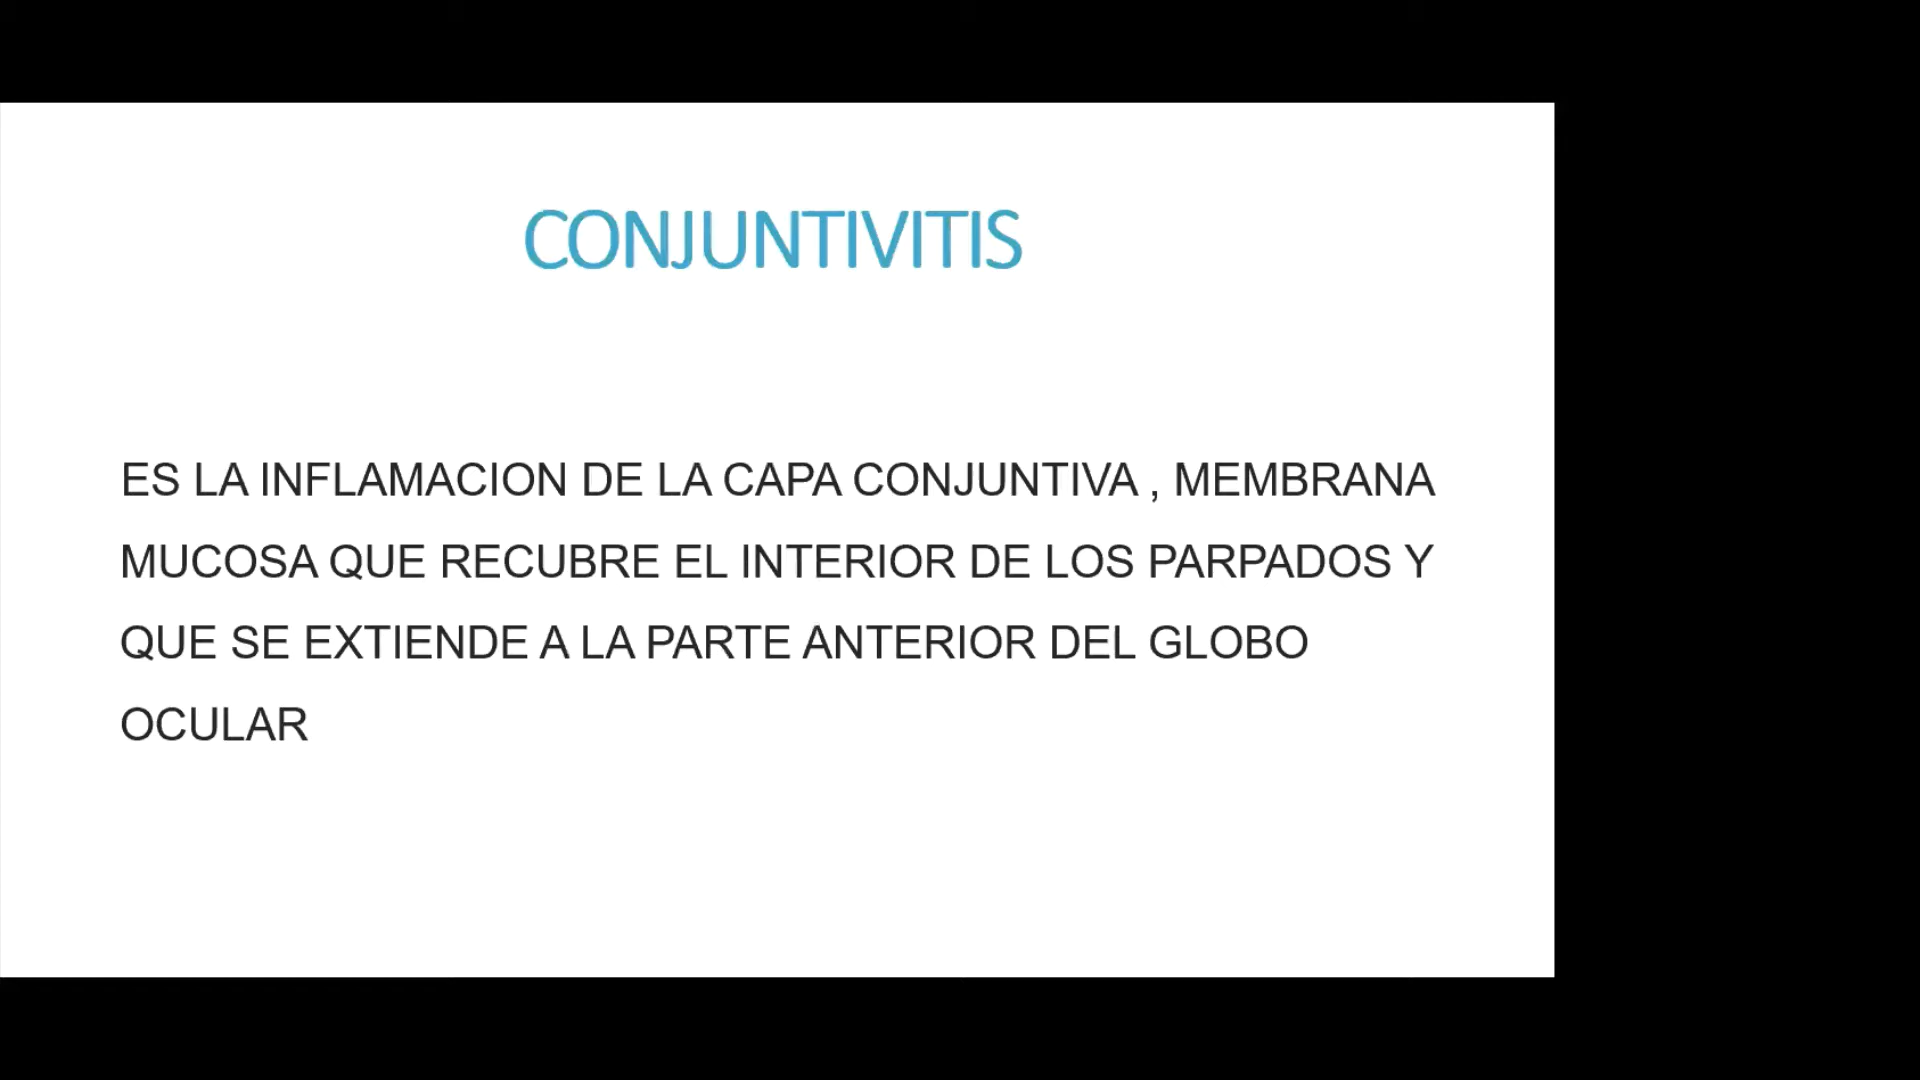 CONJUNTIVITIS
ES LA INFLAMACION DE LA CAPA CONJUNTIVA , MEMBRANA
MUCOSA QUE RECUBRE EL INTERIOR DE LOS PARPADOS Y
QUE SE EXTIENDE A LA PARTE ANTERIOR DEL GLOBO
OCULAR